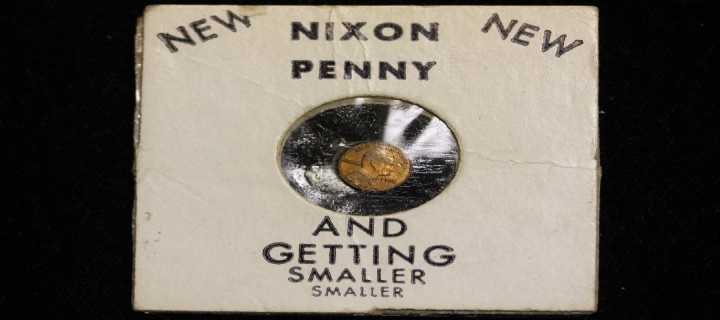 NEW NIXON NEW
PENNY
AND
GETTING
SMALLER
SMALLER